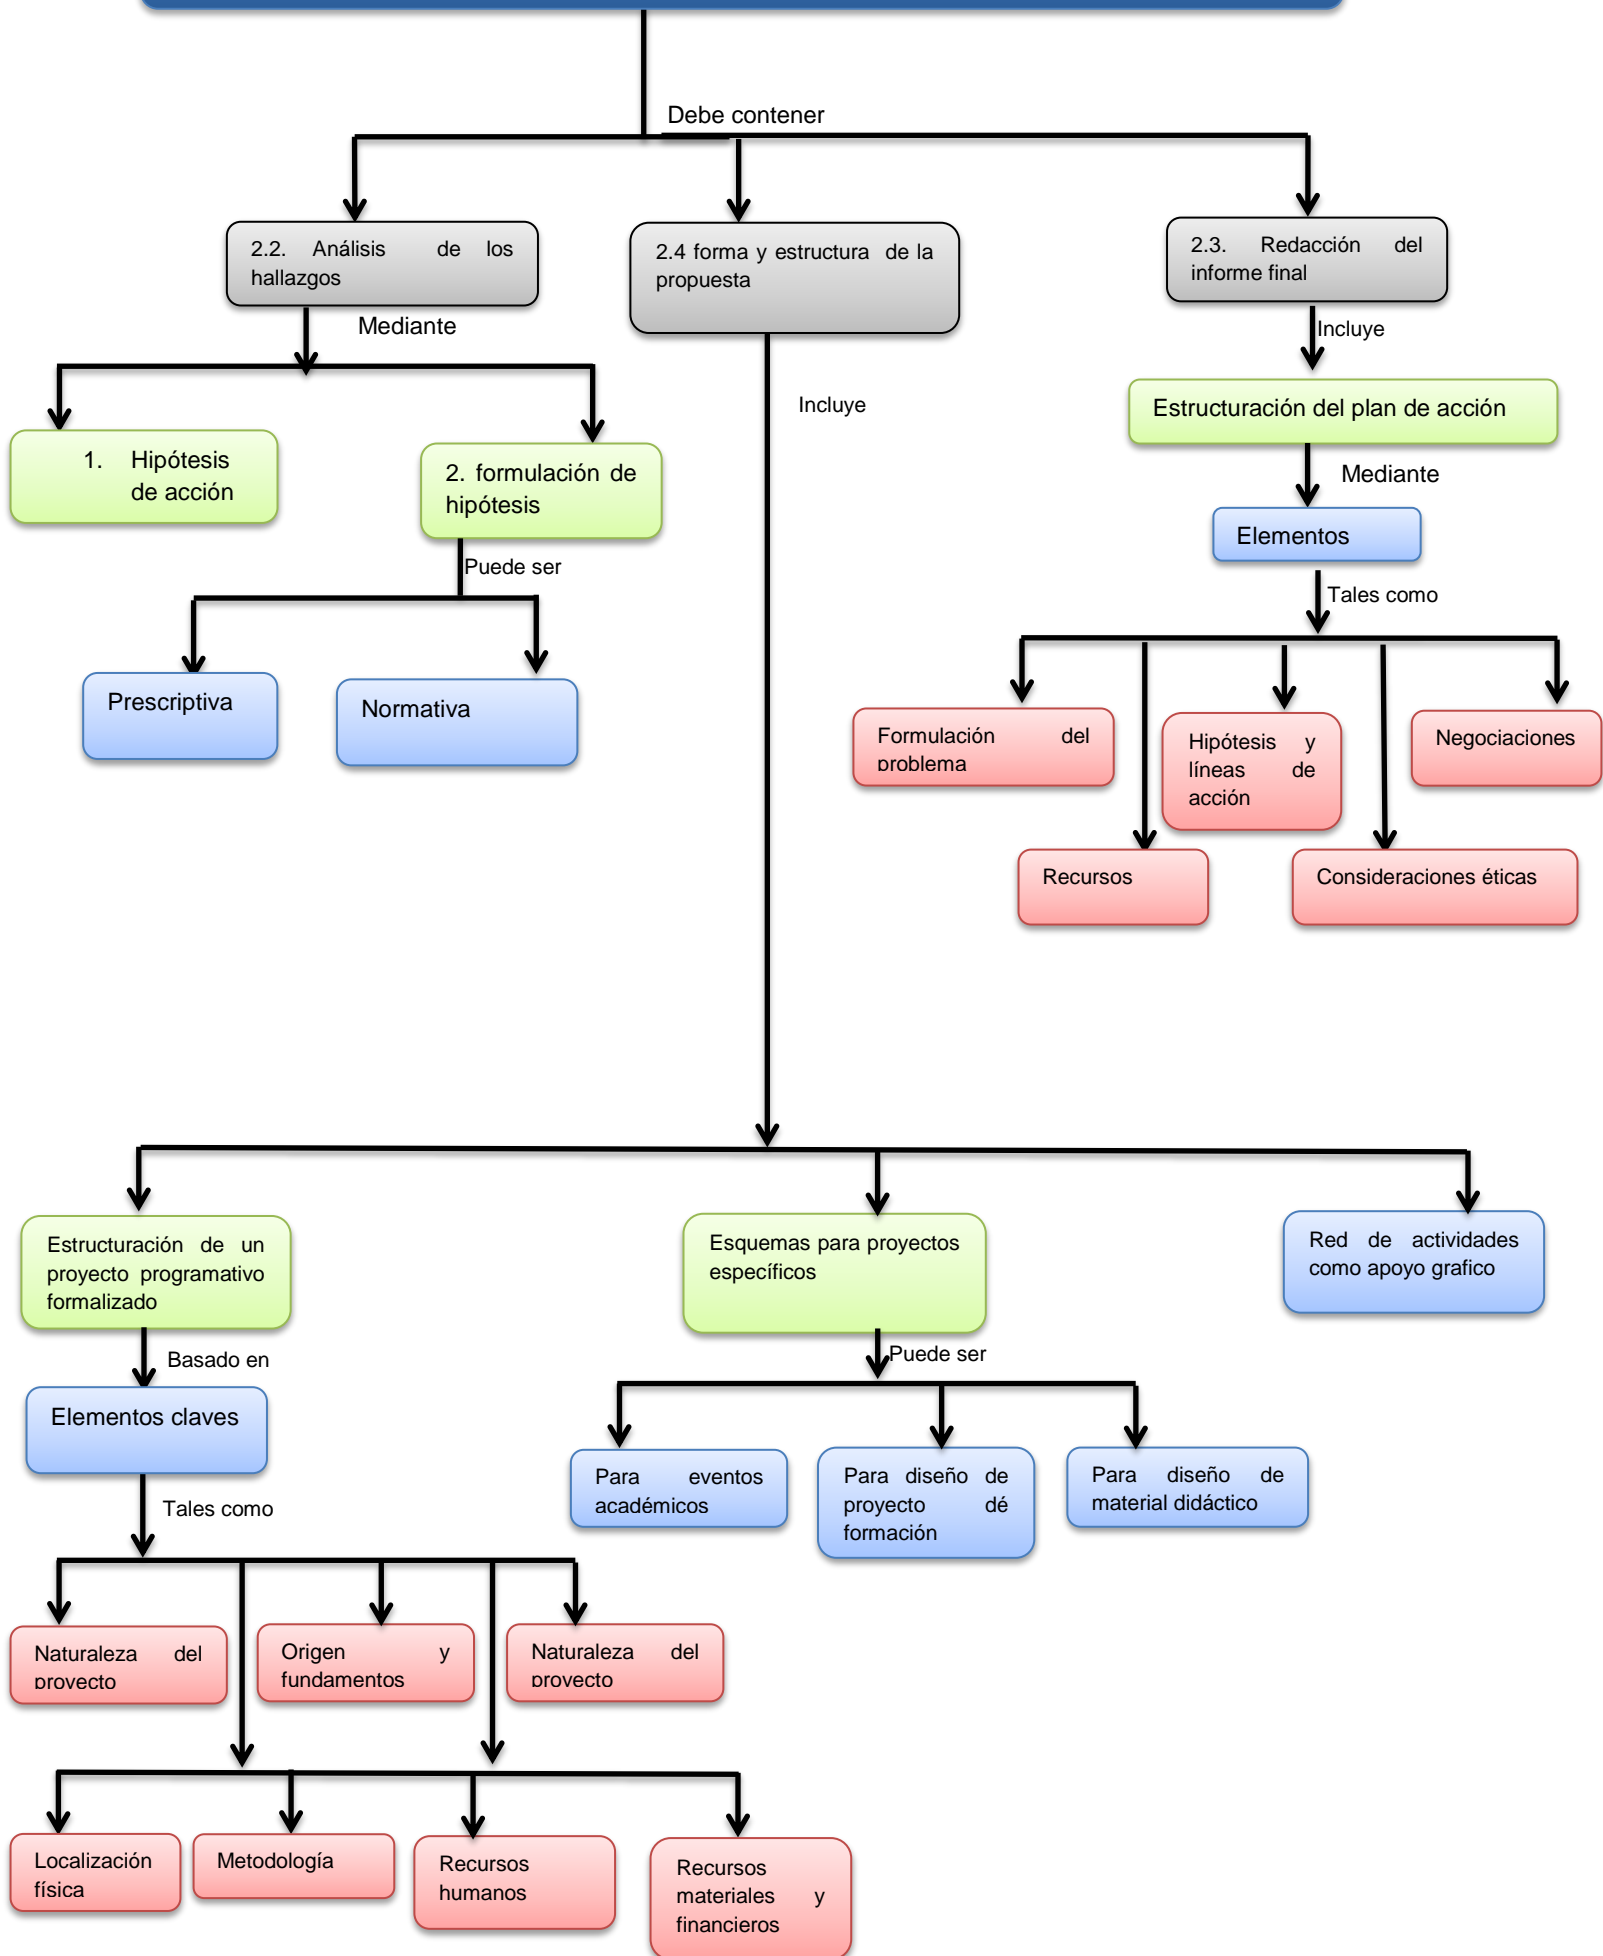 Debe contener
2.2. Análisis de los
hallazgos
2.4 forma y estructura de la
propuesta
2.3. Redacción del
informe final
Mediante
Incluye
Incluye
1. Hipótesis
de acción
2. formulación de
hipótesis
Estructuración del plan de acción
Mediante
Elementos
Puede ser
Tales como
Prescriptiva
Normativa
Formulación del
problema
Hipótesis y
líneas de
acción
Negociaciones
Recursos
Consideraciones éticas
Estructuración de un
proyecto programativo
formalizado
Esquemas para proyectos
específicos
Red de actividades
como apoyo grafico
Basado en
Puede ser
Elementos claves
Para eventos
académicos
Para diseño de
proyecto dé
formación
Para diseño de
material didáctico
Tales como
Naturaleza del
proyecto
Origen y
fundamentos
Naturaleza del
proyecto
Localización
física
Metodología
Recursos
humanos
Recursos
materiales y
financieros